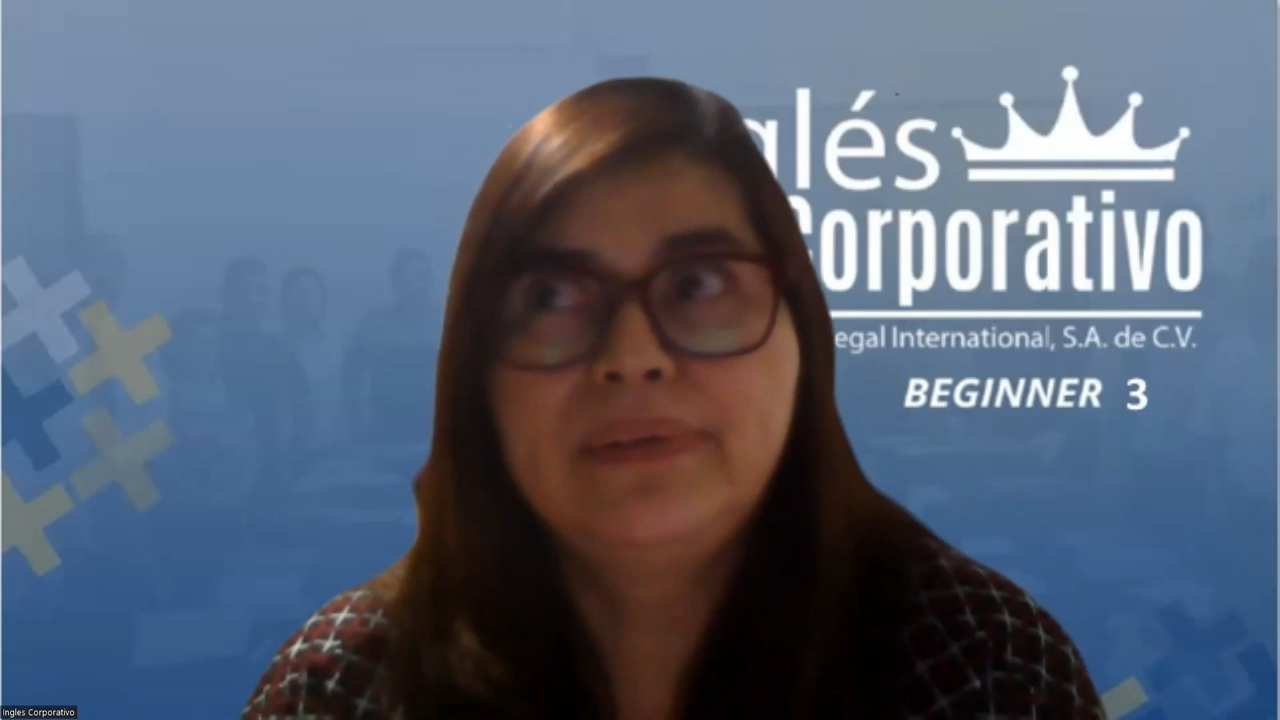 glés
Corporativo
egal International, S.A. de C.V.
BEGINNER 3
Ingles Corporativo